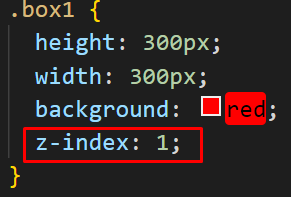 .box1 {
height: 300px;
width: 300px;
background: red;
z-index: 1;
}